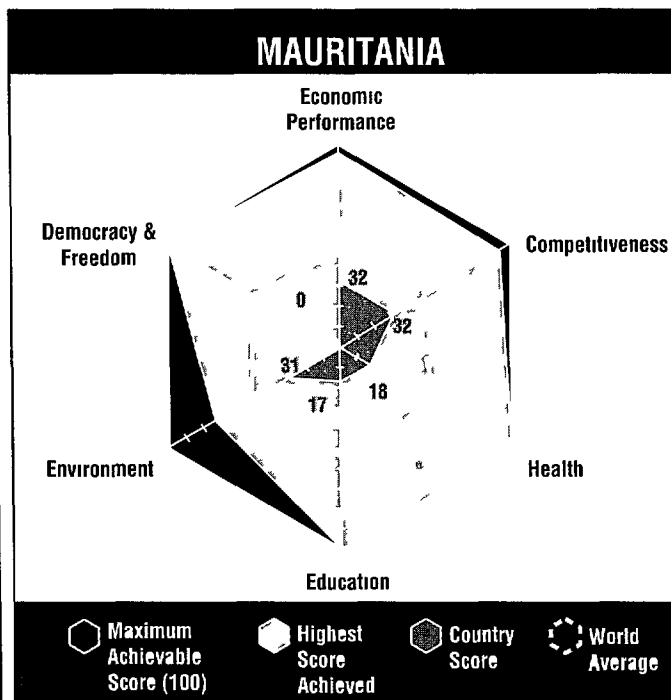 MAURITANIA
Economic
Performance
Democracy &
Freedom
Competitiveness
0
32
32
31
17
18
Environment
Health
Education
Maximum
Achievable
Score (100)
Highest
Score
Achieved
Country
Score
World
Average